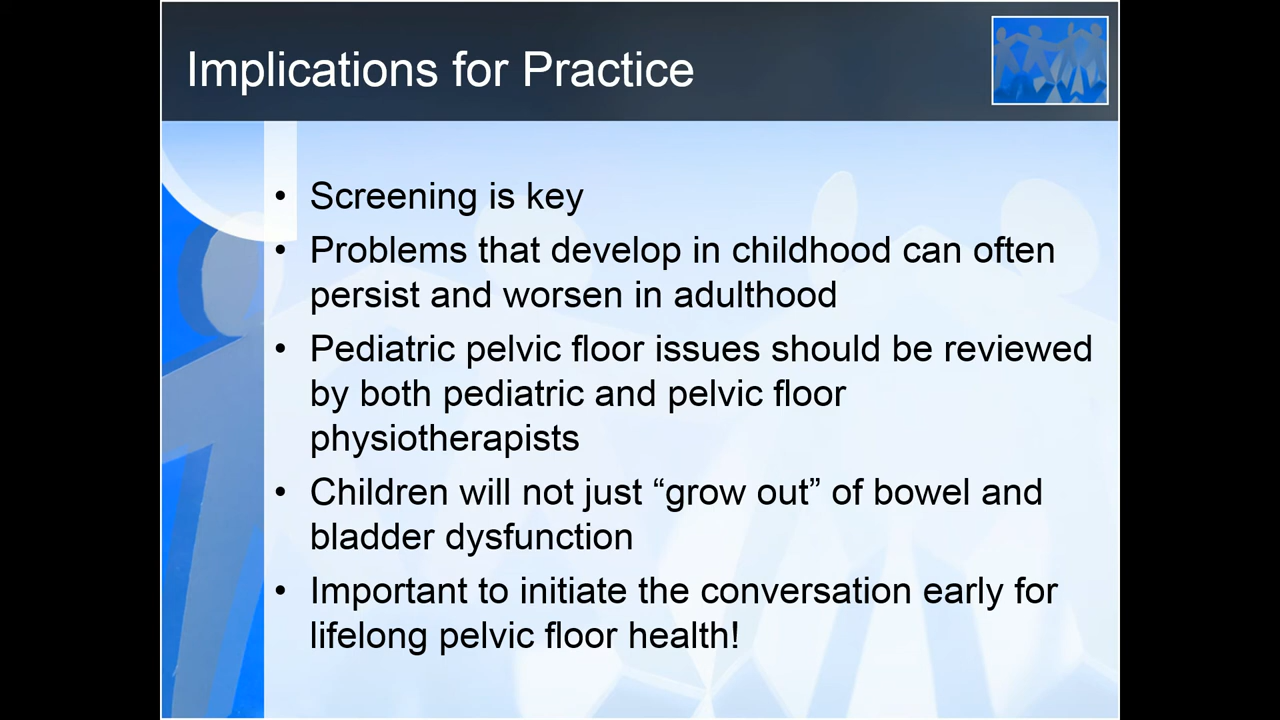 Implications for Practice
• Screening is key
• Problems that develop in childhood can often
persist and worsen in adulthood
• Pediatric pelvic floor issues should be reviewed
by both pediatric and pelvic floor
physiotherapists
• Children will not just “grow out” of bowel and
bladder dysfunction
• Important to initiate the conversation early for
lifelong pelvic floor health!